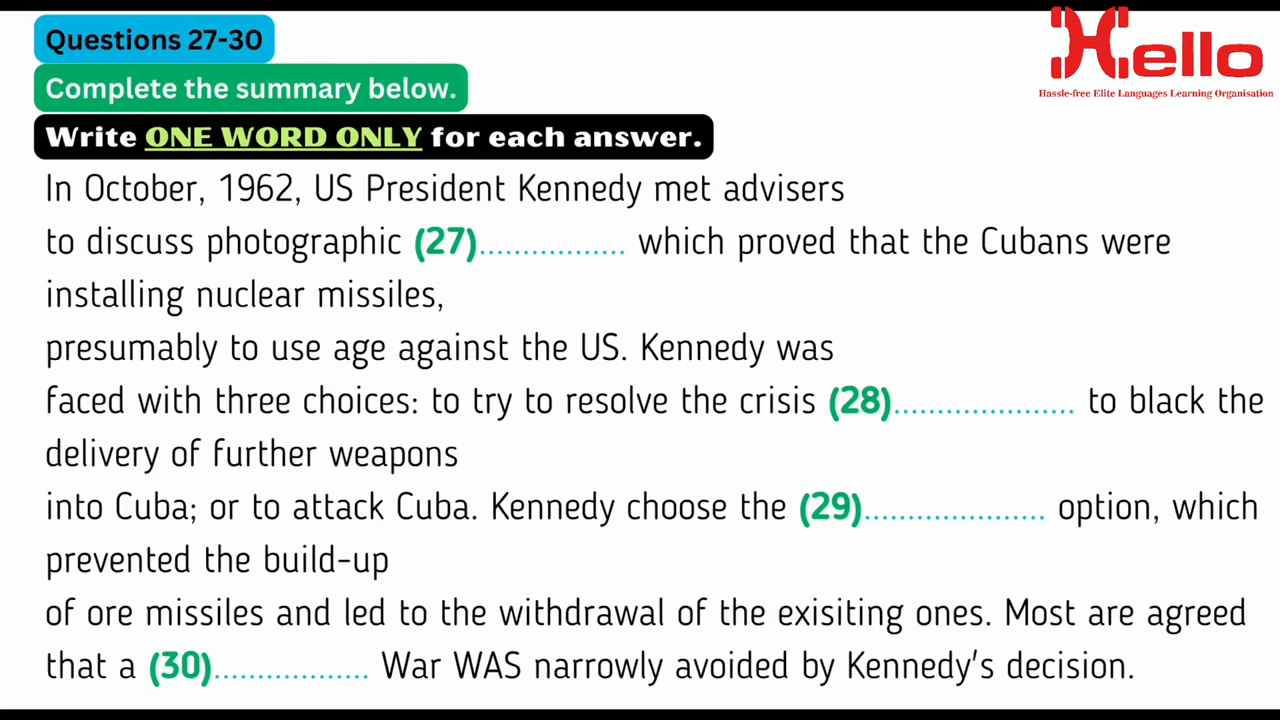 Questions 27-30
Hello
Complete the summary below.
Hassle-free Elite Languages Learning Organisation
Write ONE WORD ONLY for each answer.
In October, 1962, US President Kennedy met advisers
to discuss photographic (27)................. which proved that the Cubans were
installing nuclear missiles,
presumably to use age against the US. Kennedy was
faced with three choices: to try to resolve the crisis (28)..................... to black the
delivery of further weapons
into Cuba; or to attack Cuba. Kennedy choose the (29)..................... option, which
prevented the build-up
of ore missiles and led to the withdrawal of the exisiting ones. Most are agreed
that a (30).................. War WAS narrowly avoided by Kennedy's decision.